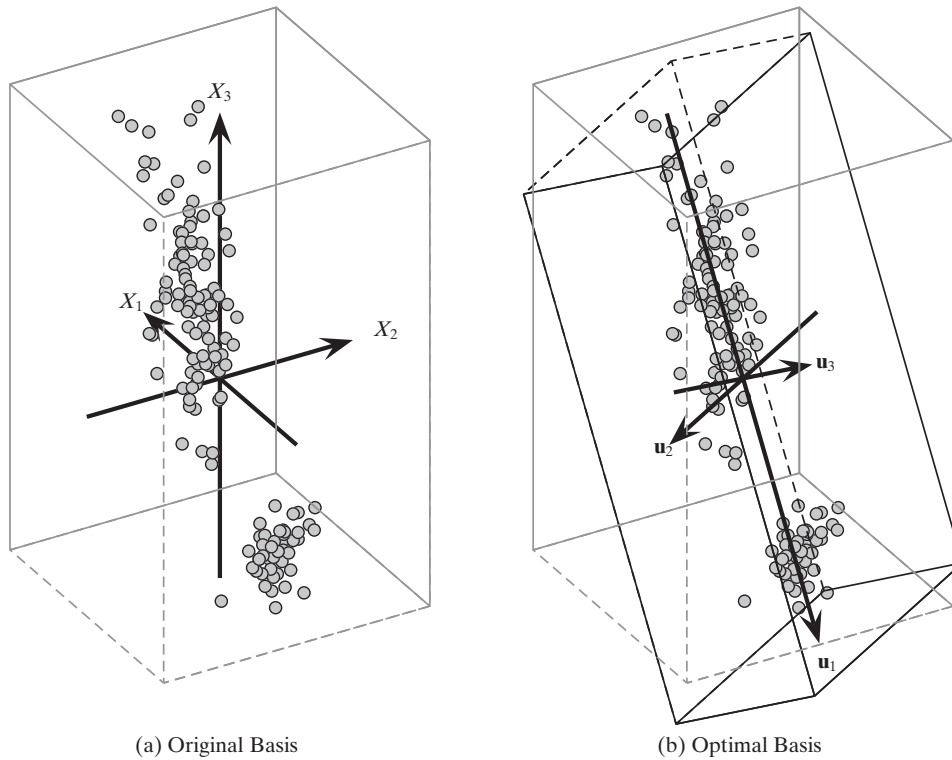 X3
X1
X2
u3
u2
u1
(a) Original Basis
(b) Optimal Basis